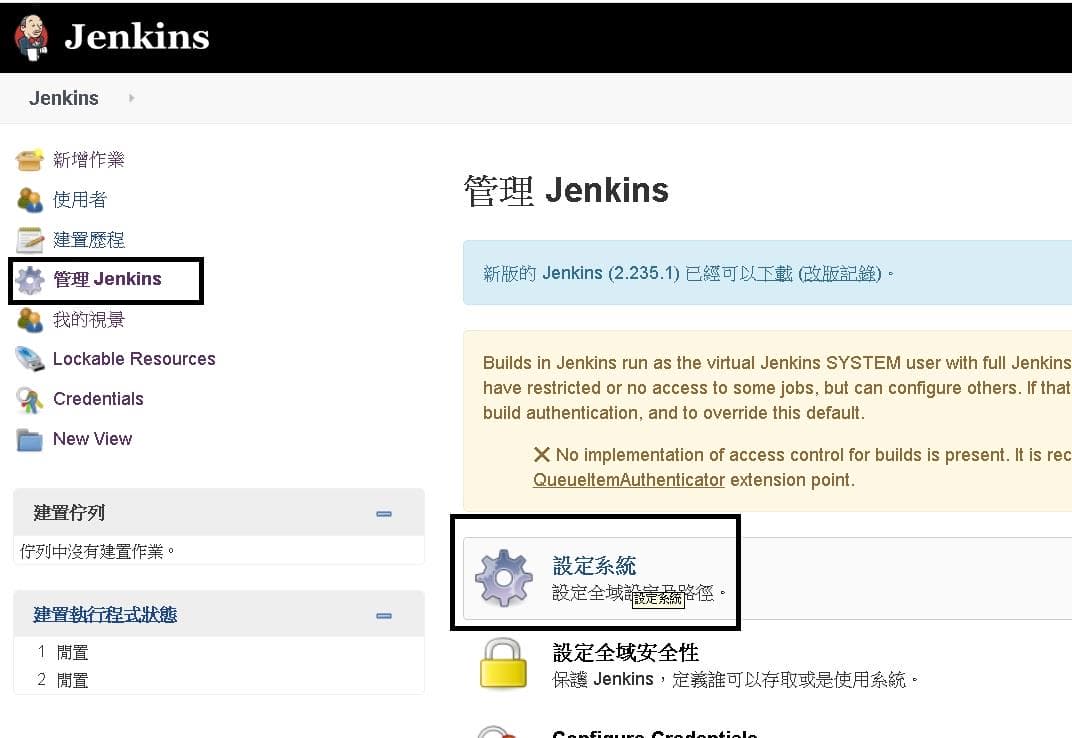 Jenkins
Jenkins
新增作業
使用者
建置歷程
管理 Jenkins
我的視景
Lockable Resources
Credentials
New View
建置佇列
佇列中沒有建置作業。
建置執行程式狀態
1 閒置
2 閒置
管理 Jenkins
新版的 Jenkins (2.235.1) 已經可以下載 (改版記錄)。
Builds in Jenkins run as the virtual Jenkins SYSTEM user with full Jenkins
have restricted or no access to some jobs, but can configure others. If that
build authentication, and to override this default.
No implementation of access control for builds is present. It is rec
QueueItemAuthenticator extension point.
設定系統
設定全域設定及路徑。
設定系統
設定全域安全性
保護 Jenkins，定義誰可以存取或是使用系統。
Configure Credentials